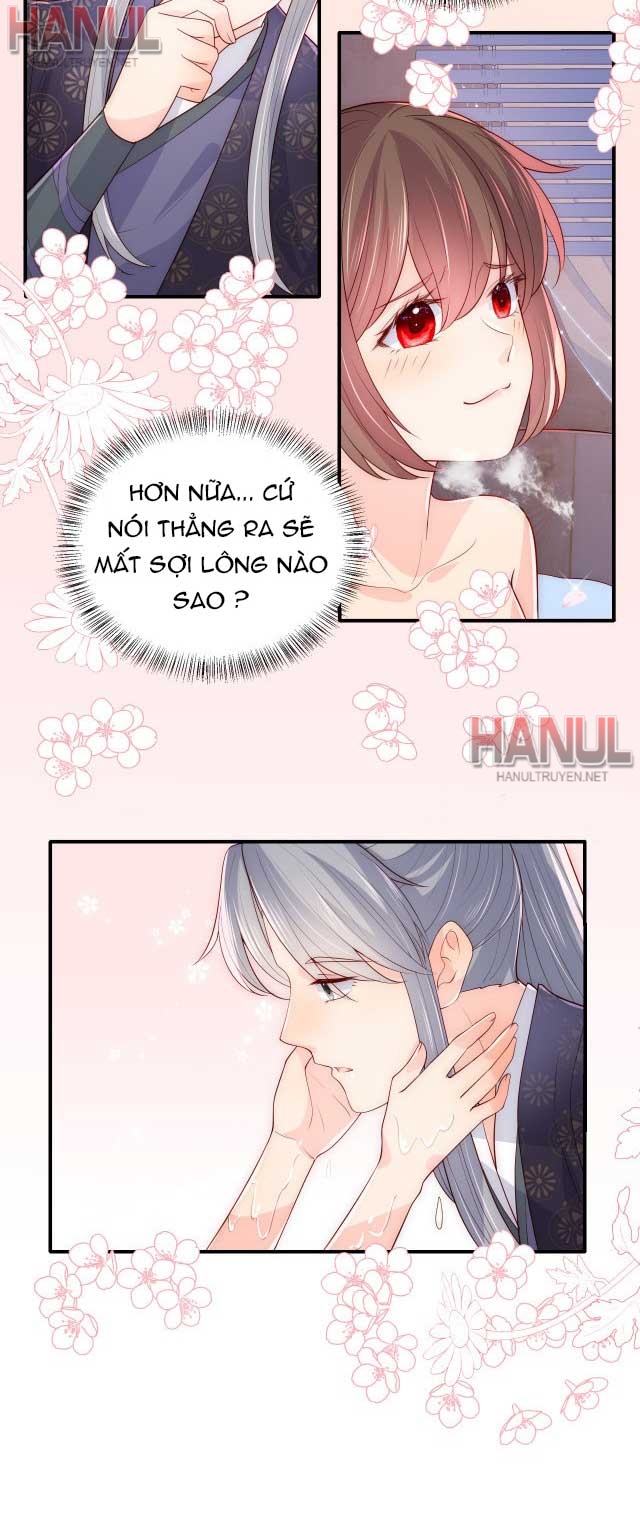 HANUL
HANULTRUYEN.NET
HƠN NỮA... CỨ
NÓI THẲNG RA SẼ
MẤT SỢI LÔNG NÀO
SAO ?
HANUL
HANULTRUYEN.NET